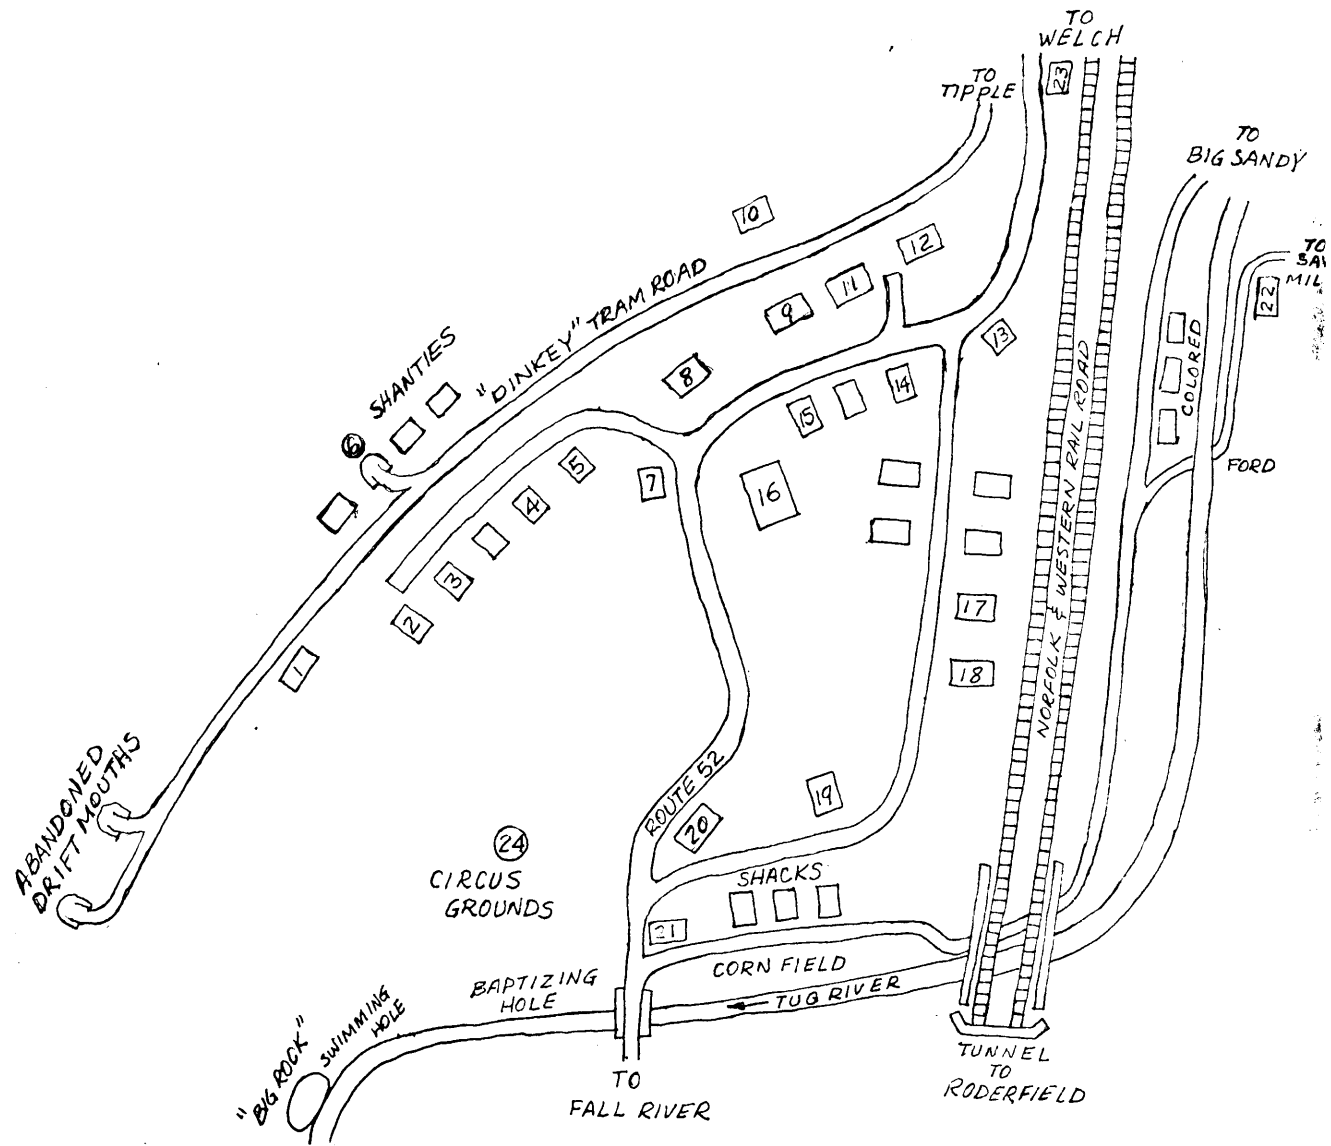 TO
WELCH
23
TO
TIPPLE
TO
BIG SANDY
TO
SAW
MIL
22
10
12
11
9
"DINKEY" TRAM ROAD
SHANTIES
6
8
13
COLORED
14
15
5
7
16
4
FORD
3
2
1
17
18
NORFOLK & WESTERN RAIL ROAD
ABANDONED
DRIFT MOUTHS
ROUTE 52
19
20
24
CIRCUS
GROUNDS
SHACKS
21
CORN FIELD
BAPTIZING
HOLE
TUG RIVER
SWIMMING
HOLE
"BIG ROCK"
TUNNEL
TO
RODERFIELD
TO
FALL RIVER